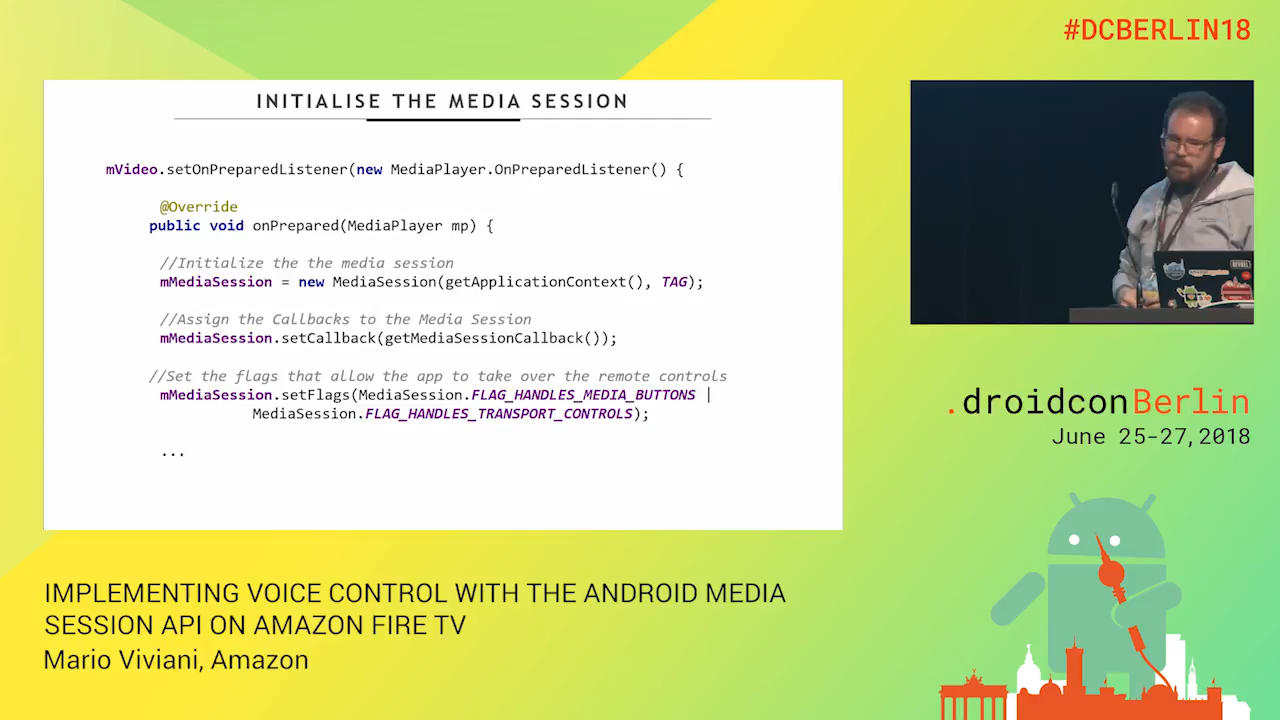 #DCBERLIN18
INITIALISE THE MEDIA SESSION
mVideo.setOnPreparedListener(new MediaPlayer.OnPreparedListener() {
@Override
public void onPrepared(MediaPlayer mp) {
//Initialize the the media session
mMediaSession = new MediaSession(getApplicationContext(), TAG);
//Assign the Callbacks to the Media Session
mMediaSession.setCallback(getMediaSessionCallback());
//Set the flags that allow the app to take over the remote controls
mMediaSession.setFlags(MediaSession.FLAG_HANDLES_MEDIA_BUTTONS |
MediaSession.FLAG_HANDLES_TRANSPORT_CONTROLS);
...
.droidconBerlin
June 25-27,2018
IMPLEMENTING VOICE CONTROL WITH THE ANDROID MEDIA
SESSION API ON AMAZON FIRE TV
Mario Viviani, Amazon